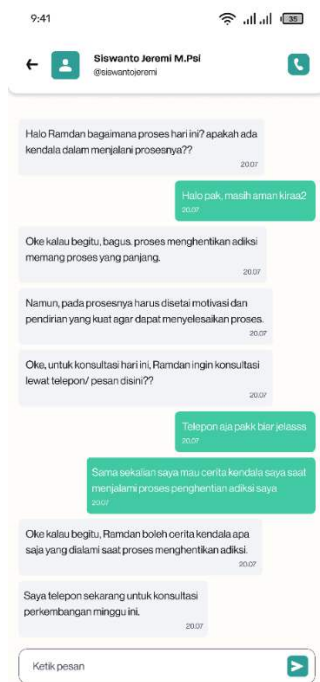 9:41
35
Siswanto Jeremi M.Psi
@siswantojeremi
Halo Ramdan bagaimana proses hari ini? apakah ada
kendala dalam menjalani prosesnya??
20.07
Halo pak, masih aman kiraa2
20.07
Oke kalau begitu, bagus. proses menghentikan adiksi
memang proses yang panjang.
20.07
Namun, pada prosesnya harus disetai motivasi dan
pendirian yang kuat agar dapat menyelesaikan proses.
20.07
Oke, untuk konsultasi hari ini, Ramdan ingin konsultasi
lewat telepon/ pesan disini??
20.07
Telepon aja pakk biar jelasss
20.07
Sama sekalian saya mau cerita kendala saya saat
menjalami proses penghentian adiksi saya
20.07
Oke kalau begitu, Ramdan boleh cerita kendala apa
saja yang dialami saat proses menghentikan adiksi.
20.07
Saya telepon sekarang untuk konsultasi
perkembangan minggu ini.
20.07
Ketik pesan